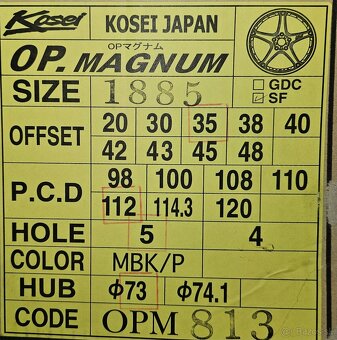 Kosei
KOSEI JAPAN
OPマグナム
OP. MAGNUM
SIZE 1885
GDC
SF
OFFSET 20 30 35 38 40
42 43 45 48
P.C.D 98 100 108 110
112 114.3 120
HOLE 5 4
COLOR MBK/P
HUB φ73 φ74.1
CODE OPM 813